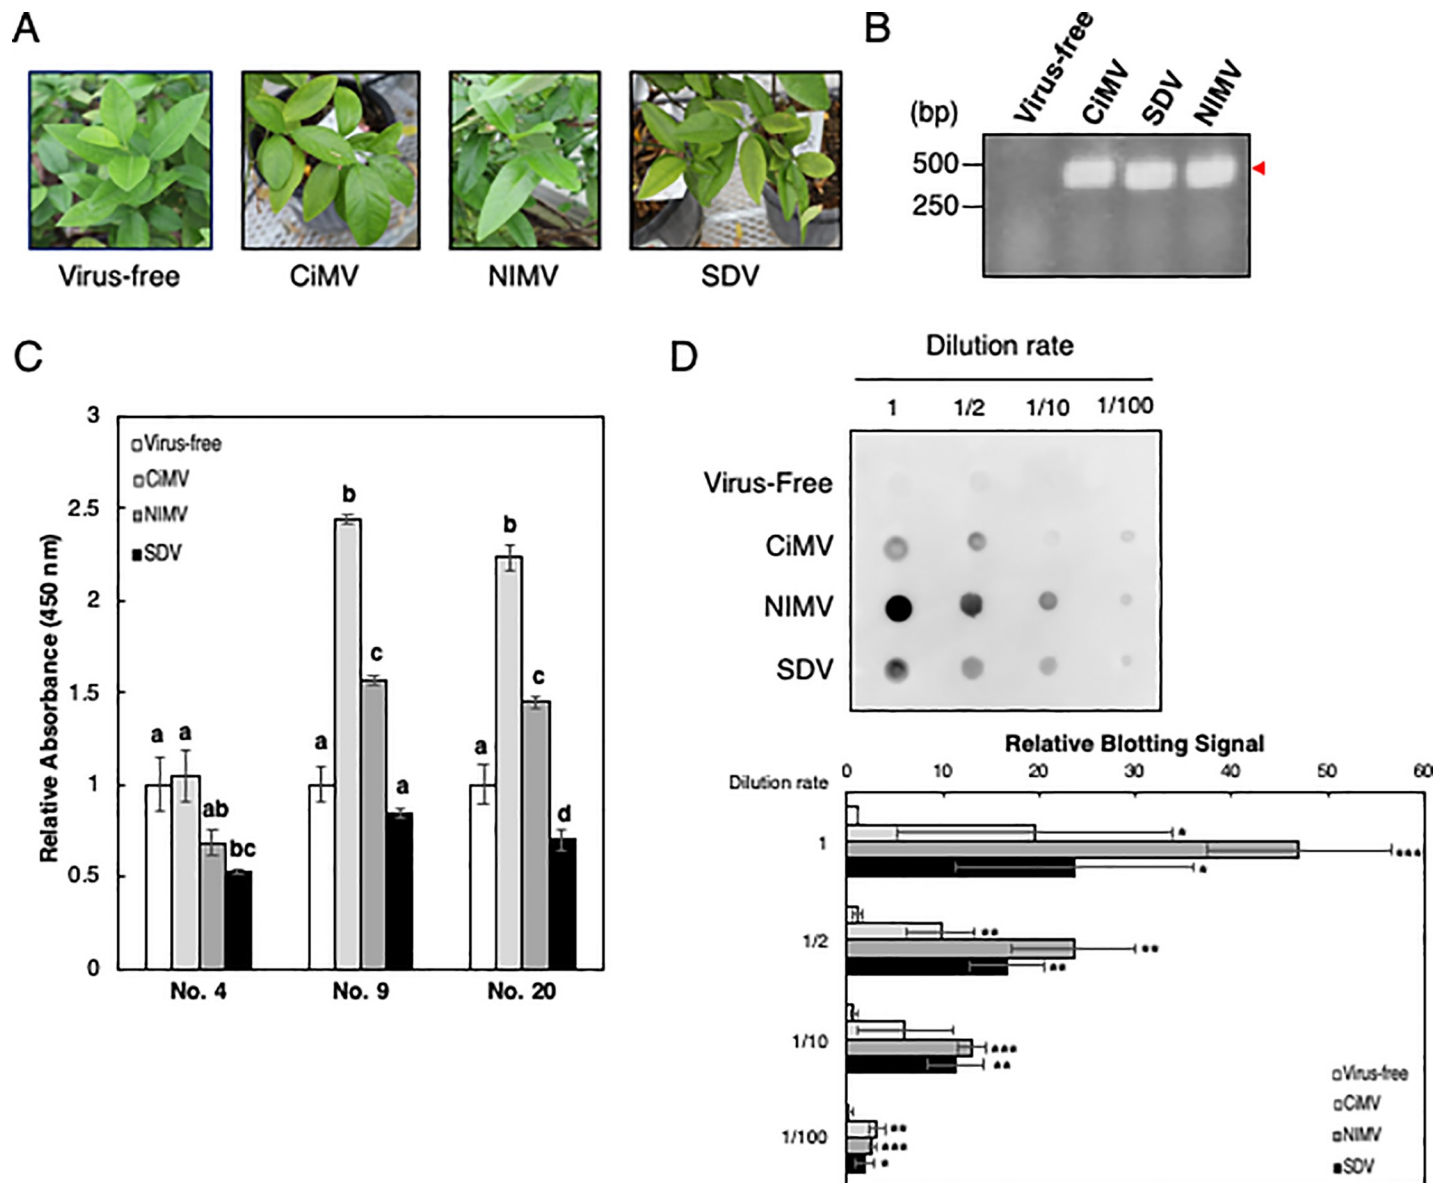 A
Virus-free
CiMV
NIMV
SDV
B
(bp)
Virus-free
CiMV
SDV
NIMV
500
250
C
Relative Absorbance (450 nm)
3
2.5
2
1.5
1
0.5
0
Virus-free
CiMV
NIMV
SDV
a
a
ab
bc
a
b
c
a
a
b
c
d
No. 4
No. 9
No. 20
D
Dilution rate
1 1/2 1/10 1/100
Virus-Free
CiMV
NIMV
SDV
Relative Blotting Signal
Dilution rate
0 10 20 30 40 50 60
1
*
***
*
1/2
**
**
**
1/10
***
**
1/100
**
***
*
Virus-free
CiMV
NIMV
SDV